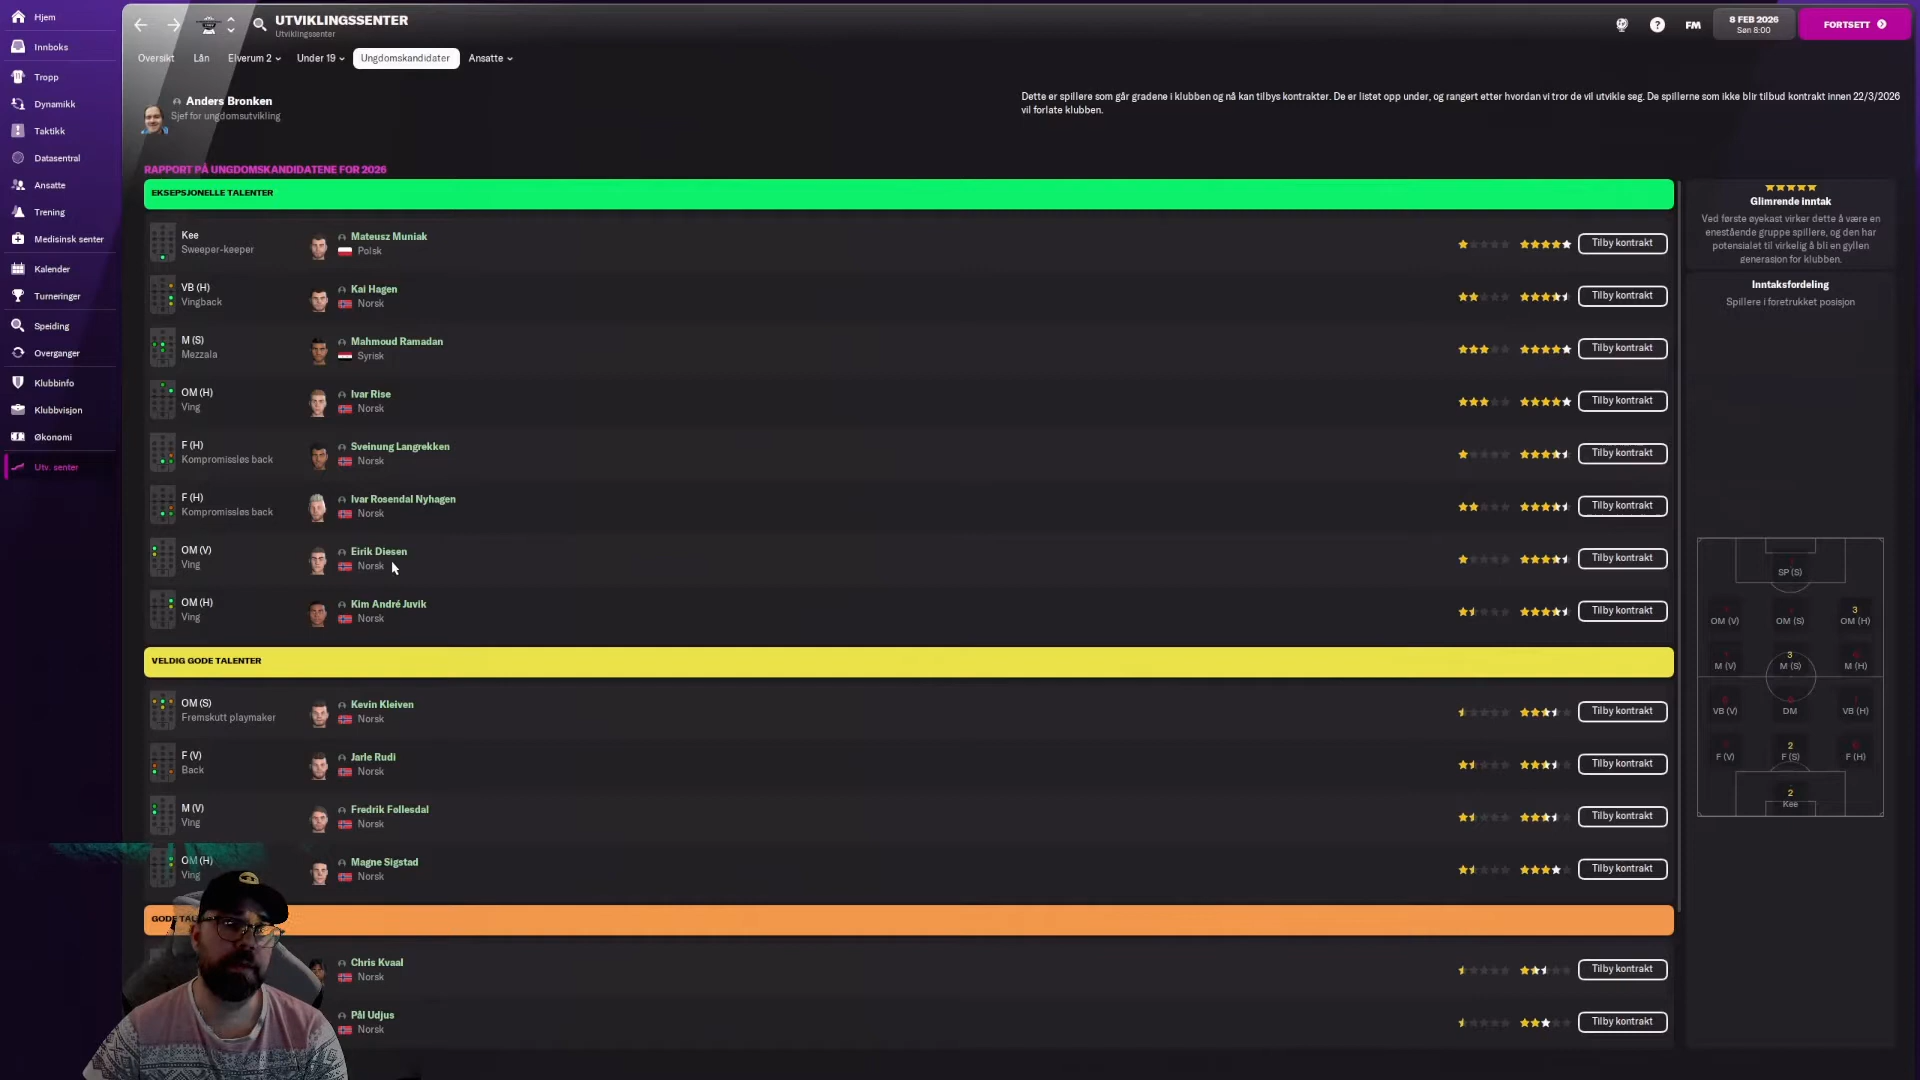 Hjem
Innboks
Tropp
Dynamikk
Taktikk
Datasentral
Ansatte
Trening
Medisinsk senter
Kalender
Turneringer
Speiding
Overganger
Klubbinfo
Klubbvisjon
Økonomi
Utv. senter
UTVIKLINGSSENTER
Utviklingssenter
? FM
8 FEB 2026
Søn 8:00
FORTSETT
Oversikt Lån Elverum 2 Under 19 Ungdomskandidater Ansatte
Anders Bronken
Sjef for ungdomsutvikling
Dette er spillere som går gradene i klubben og nå kan tilbys kontrakter. De er listet opp under, og rangert etter hvordan vi tror de vil utvikle seg. De spillerne som ikke blir tilbud kontrakt innen 22/3/2026
vil forlate klubben.
RAPPORT PÅ UNGDOMSKANDIDATENE FOR 2026
EKSEPSJONELLE TALENTER
Kee Mateusz Muniak Tilby kontrakt
Sweeper-keeper Polsk
VB (H) Kai Hagen Tilby kontrakt
Vingback Norsk
M (S) Mahmoud Ramadan Tilby kontrakt
Mezzala Syrisk
OM (H) Ivar Rise Tilby kontrakt
Ving Norsk
F (H) Sveinung Langrekken Tilby kontrakt
Kompromissløs back Norsk
F (H) Ivar Rosendal Nyhagen Tilby kontrakt
Kompromissløs back Norsk
OM (V) Eirik Diesen Tilby kontrakt
Ving Norsk
OM (H) Kim André Juvik Tilby kontrakt
Ving Norsk
VELDIG GODE TALENTER
OM (S) Kevin Kleiven Tilby kontrakt
Fremskutt playmaker Norsk
F (V) Jarle Rudi Tilby kontrakt
Back Norsk
M (V) Fredrik Føllesdal Tilby kontrakt
Ving Norsk
OM (H) Magne Sigstad Tilby kontrakt
Ving Norsk
GODE
Chris Kvaal Tilby kontrakt
Norsk
Pål Udjus Tilby kontrakt
Norsk
Glimrende inntak
Ved første øyekast virker dette å være en
enestående gruppe spillere, og den har
potensialet til virkelig å bli en gyllen
generasjon for klubben.
Inntaksfordeling
Spillere i foretrukket posisjon
SP (S)
3
OM (V) OM (S) OM (H)
3
M (V) M (S) M (H)
VB (V) DM VB (H)
2
F (V) F (S) F (H)
2
Kee